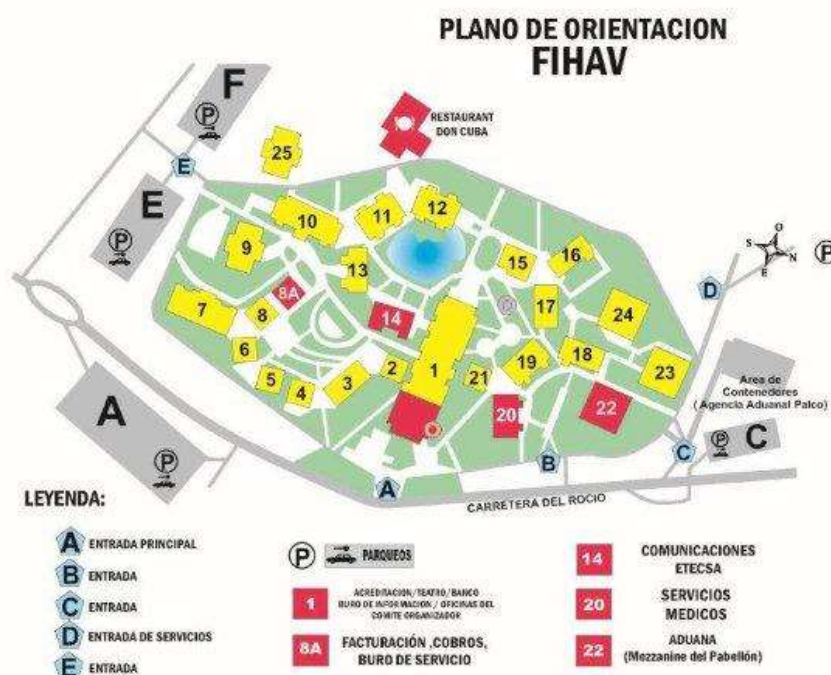 PLANO DE ORIENTACION
FIHAV
F
P
RESTAURANT
DON CUBA
E
25
E
P
12
11
10
9
13
15
16
S
O
N
E
P
D
8A
7
8
14
17
24
6
2
1
19
18
5
4
3
21
23
20
22
A
P
Area de
Contenedores
(Agencia Aduanal Palco)
P
C
C
B
A
CARRETERA DEL ROCIO
LEYENDA:
A ENTRADA PRINCIPAL
B ENTRADA
C ENTRADA
D ENTRADA DE SERVICIOS
E ENTRADA
P PARQUEOS
1 ACREDITACION/TEATRO/BANCO
BURO DE INFORMACION / OFICINAS DEL
COMITE ORGANIZADOR
8A FACTURACIÓN ,COBROS,
BURO DE SERVICIO
14 COMUNICACIONES
ETECSA
20 SERVICIOS
MEDICOS
22 ADUANA
(Mezzanine del Pabellón)